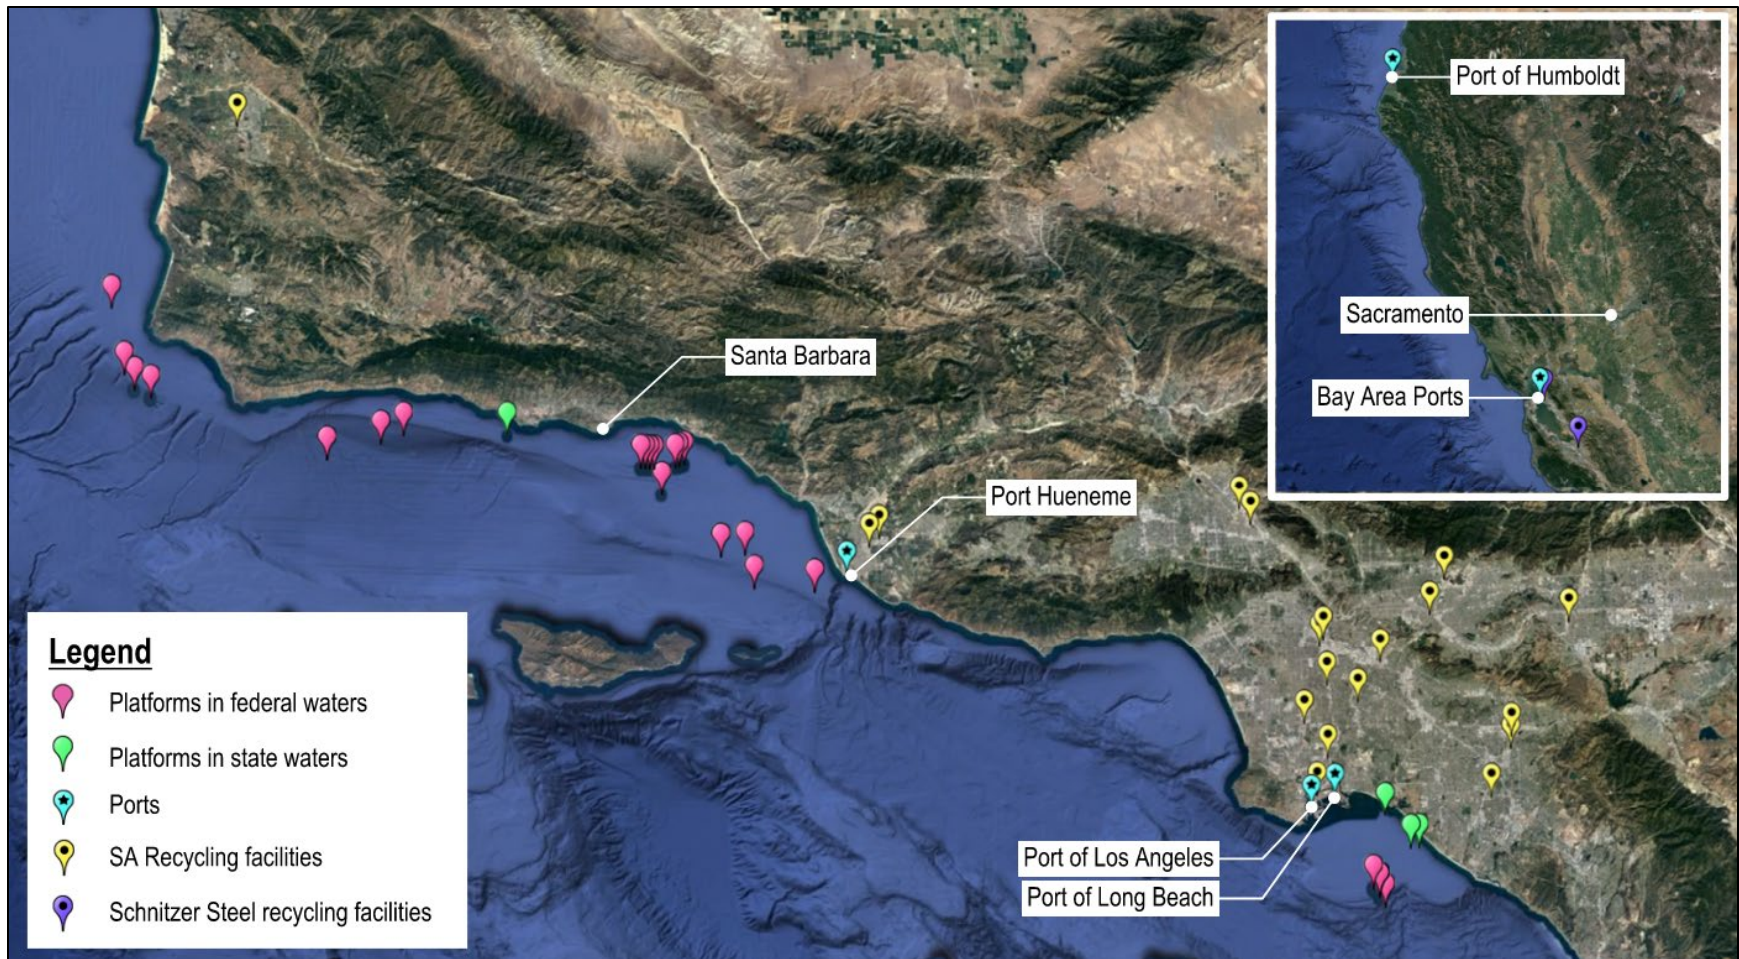 Port of Humboldt
Sacramento
Bay Area Ports
Santa Barbara
Port Hueneme
Port of Los Angeles
Port of Long Beach
Legend
Platforms in federal waters
Platforms in state waters
Ports
SA Recycling facilities
Schnitzer Steel recycling facilities